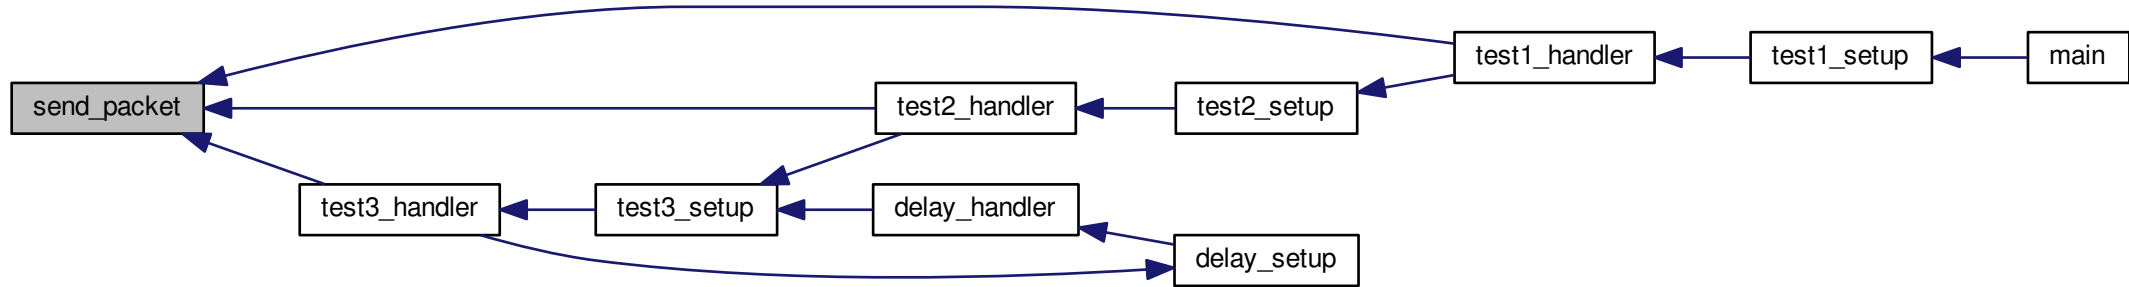 send_packet
test1_handler
test1_setup
main
test2_handler
test2_setup
test3_handler
test3_setup
delay_handler
delay_setup